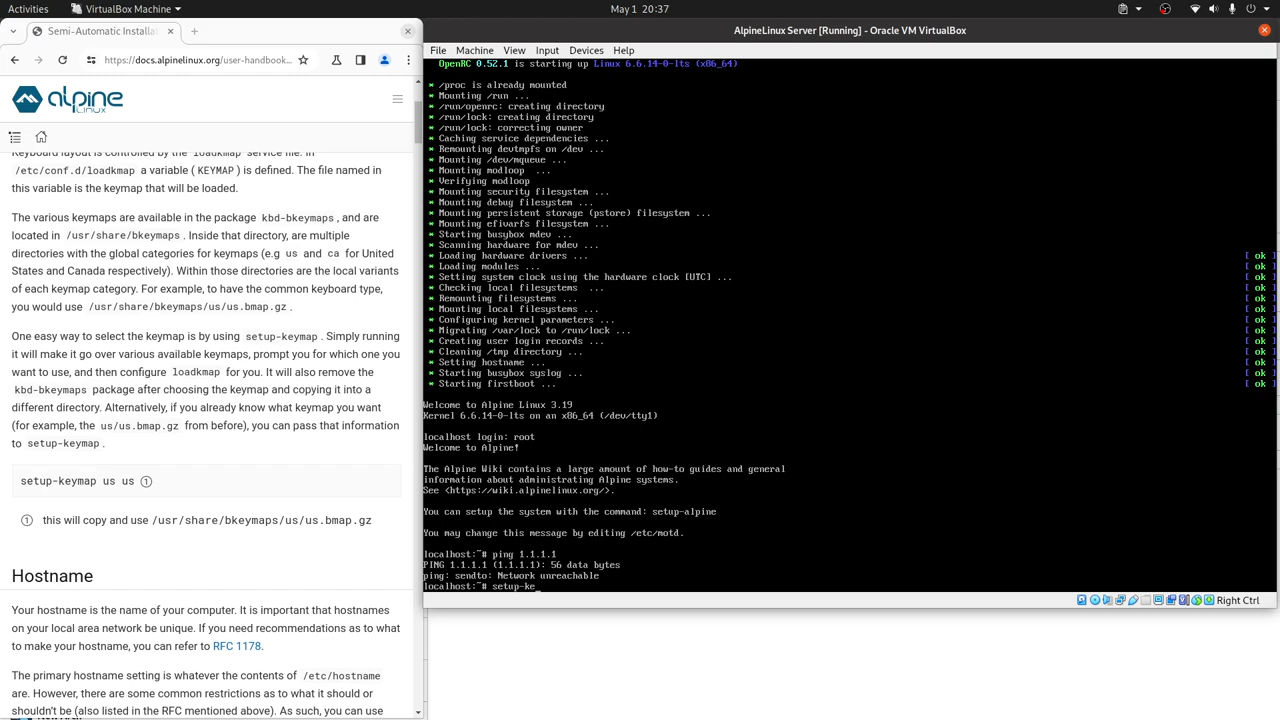 Activities
VirtualBox Machine
May 1 20:37
Semi-Automatic Installa
https://docs.alpinelinux.org/user-handbook...
alpine
LINUX
Keyboard layout is controlled by the loadkmap service file. In
/etc/conf.d/loadkmap a variable (KEYMAP) is defined. The file named in
this variable is the keymap that will be loaded.
The various keymaps are available in the package kbd-bkeymaps, and are
located in /usr/share/bkeymaps. Inside that directory, are multiple
directories with the global categories for keymaps (e.g us and ca for United
States and Canada respectively). Within those directories are the local variants
of each keymap category. For example, to have the common keyboard type,
you would use /usr/share/bkeymaps/us/us.bmap.gz.
One easy way to select the keymap is by using setup-keymap. Simply running
it will make it go over various available keymaps, prompt you for which one you
want to use, and then configure loadkmap for you. It will also remove the
kbd-bkeymaps package after choosing the keymap and copying it into a
different directory. Alternatively, if you already know what keymap you want
(for example, the us/us.bmap.gz from before), you can pass that information
to setup-keymap.
setup-keymap us us ①
① this will copy and use /usr/share/bkeymaps/us/us.bmap.gz
Hostname
Your hostname is the name of your computer. It is important that hostnames
on your local area network be unique. If you need recommendations as to what
to make your hostname, you can refer to RFC 1178.
The primary hostname setting is whatever the contents of /etc/hostname
are. However, there are some common restrictions as to what it should or
shouldn't be (also listed in the RFC mentioned above). As such, you can use
AlpineLinux Server [Running] - Oracle VM VirtualBox
File Machine View Input Devices Help
OpenRC 0.52.1 is starting up Linux 6.6.14-0-lts (x86_64)
* /proc is already mounted
* Mounting /run ...
* /run/openrc: creating directory
* /run/lock: creating directory
* /run/lock: correcting owner
* Caching service dependencies ...
* Remounting devtmpfs on /dev ...
* Mounting /dev/mqueue ...
* Mounting modloop  ...
* Verifying modloop
* Mounting security filesystem ...
* Mounting debug filesystem ...
* Mounting persistent storage (pstore) filesystem ...
* Mounting efivarfs filesystem ...
* Starting busybox mdev ...
* Scanning hardware for mdev ...
* Loading hardware drivers ... [ ok ]
* Loading modules ... [ ok ]
* Setting system clock using the hardware clock [UTC] ... [ ok ]
* Checking local filesystems  ... [ ok ]
* Remounting filesystems ... [ ok ]
* Mounting local filesystems ... [ ok ]
* Configuring kernel parameters ... [ ok ]
* Migrating /var/lock to /run/lock ... [ ok ]
* Creating user login records ... [ ok ]
* Cleaning /tmp directory ... [ ok ]
* Setting hostname ... [ ok ]
* Starting busybox syslog ... [ ok ]
* Starting firstboot ... [ ok ]
Welcome to Alpine Linux 3.19
Kernel 6.6.14-0-lts on an x86_64 (/dev/tty1)
localhost login: root
Welcome to Alpine!
The Alpine Wiki contains a large amount of how-to guides and general
information about administrating Alpine systems.
See <https://wiki.alpinelinux.org/>.
You can setup the system with the command: setup-alpine
You may change this message by editing /etc/motd.
localhost:~# ping 1.1.1.1
PING 1.1.1.1 (1.1.1.1): 56 data bytes
ping: sendto: Network unreachable
localhost:~# setup-ke_
Right Ctrl